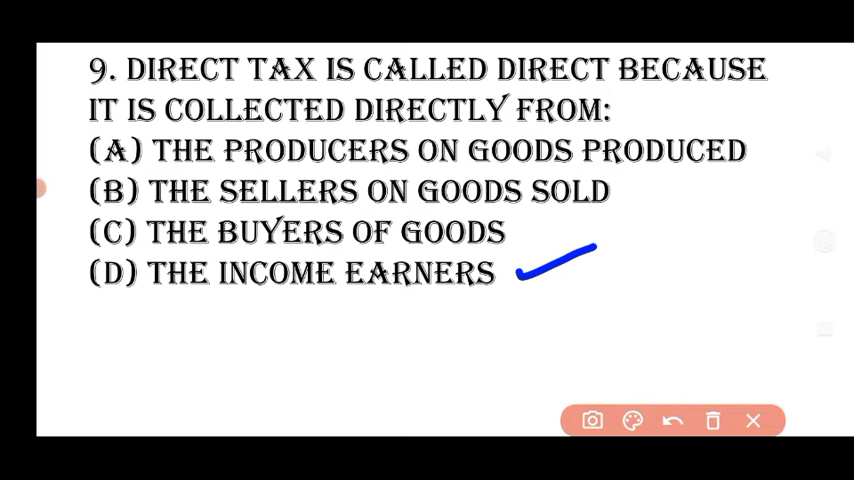 9. DIRECT TAX IS CALLED DIRECT BECAUSE
IT IS COLLECTED DIRECTLY FROM:
(A) THE PRODUCERS ON GOODS PRODUCED
(B) THE SELLERS ON GOODS SOLD
(C) THE BUYERS OF GOODS
(D) THE INCOME EARNERS